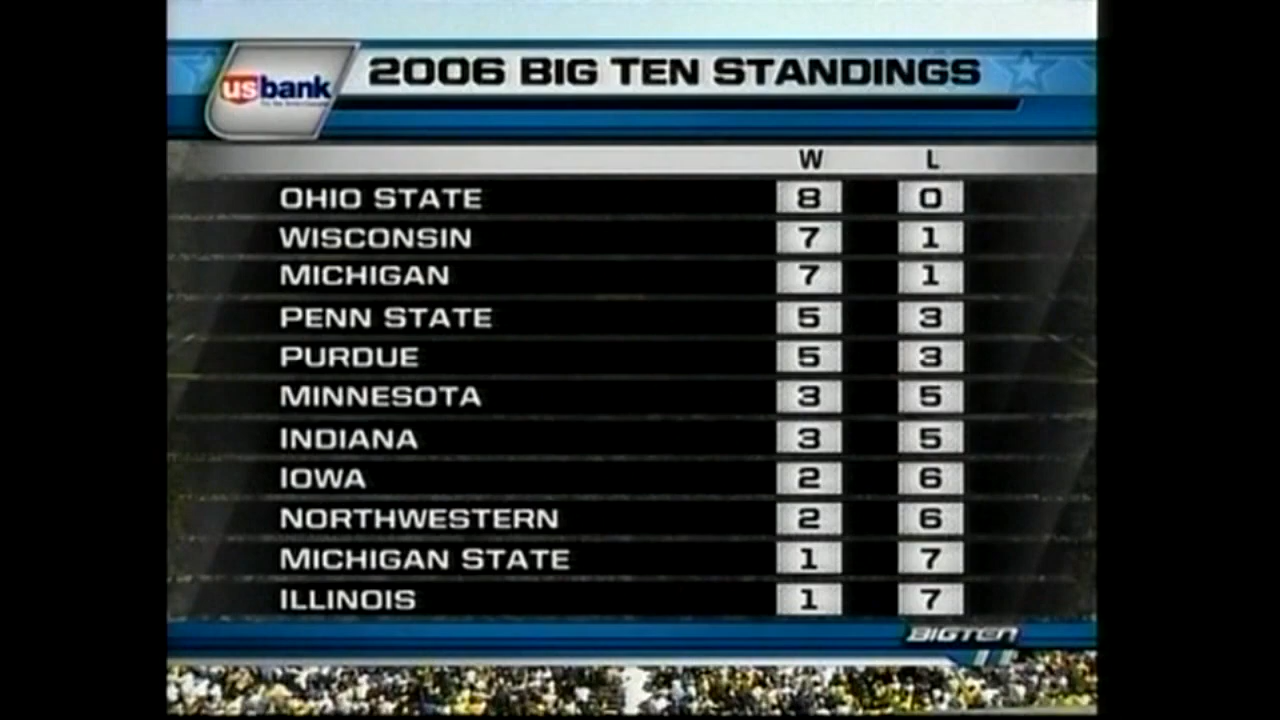 usbank
2006 BIG TEN STANDINGS
W L
OHIO STATE 8 0
WISCONSIN 7 1
MICHIGAN 7 1
PENN STATE 5 3
PURDUE 5 3
MINNESOTA 3 5
INDIANA 3 5
IOWA 2 6
NORTHWESTERN 2 6
MICHIGAN STATE 1 7
ILLINOIS 1 7
BIGTEN